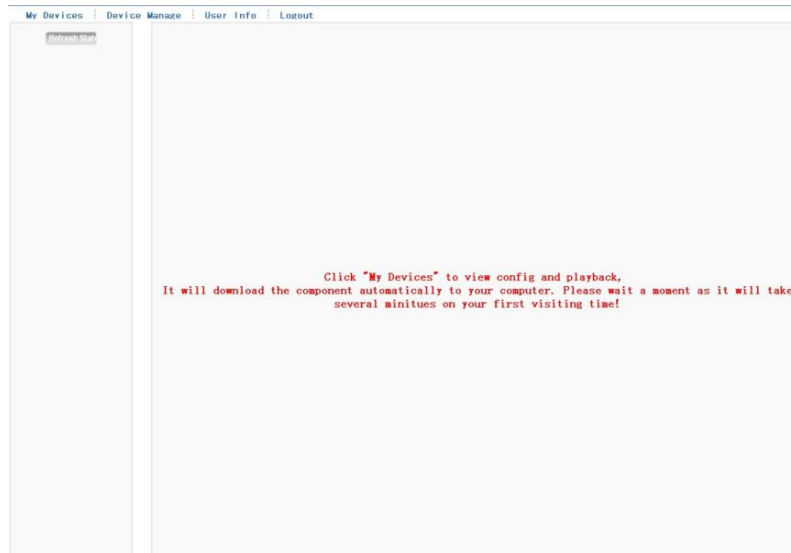 My Devices Device Manage User Info Logout
Refresh State
Click "My Devices" to view config and playback,
It will download the component automatically to your computer. Please wait a moment as it will take
several minitues on your first visiting time!